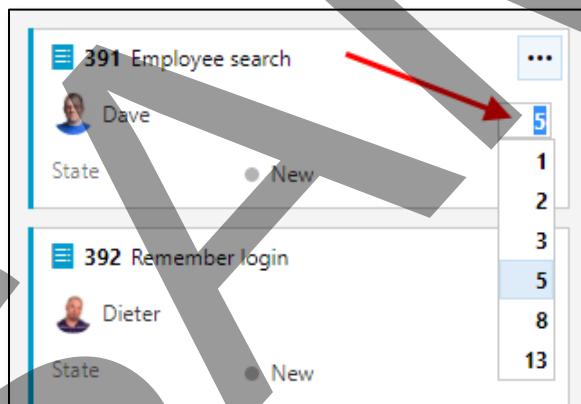 391 Employee search
...
Dave
5
State
New
1
2
3
5
8
13
392 Remember login
Dieter
State
New